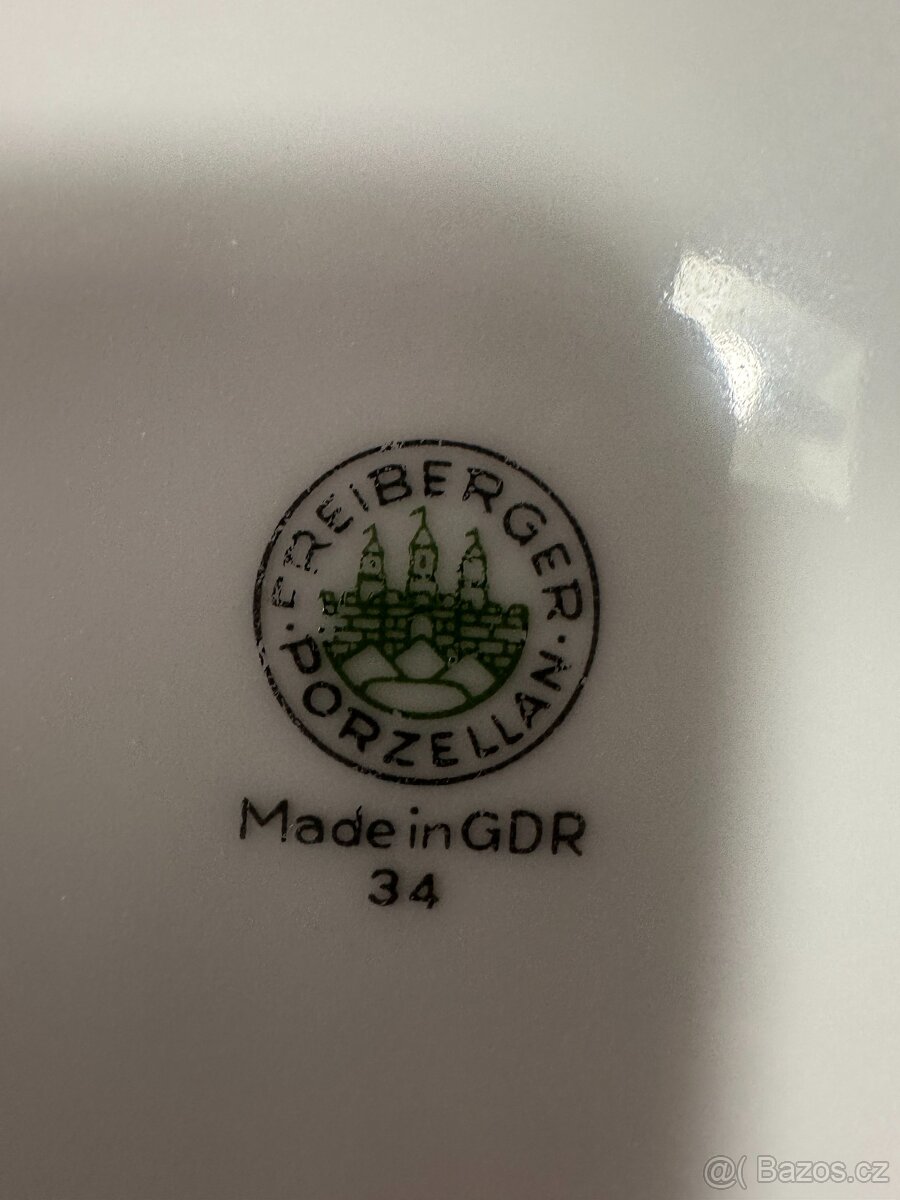 FREIBERGER
· PORZELLAN ·
Made in GDR
34
@( Bazos.cz